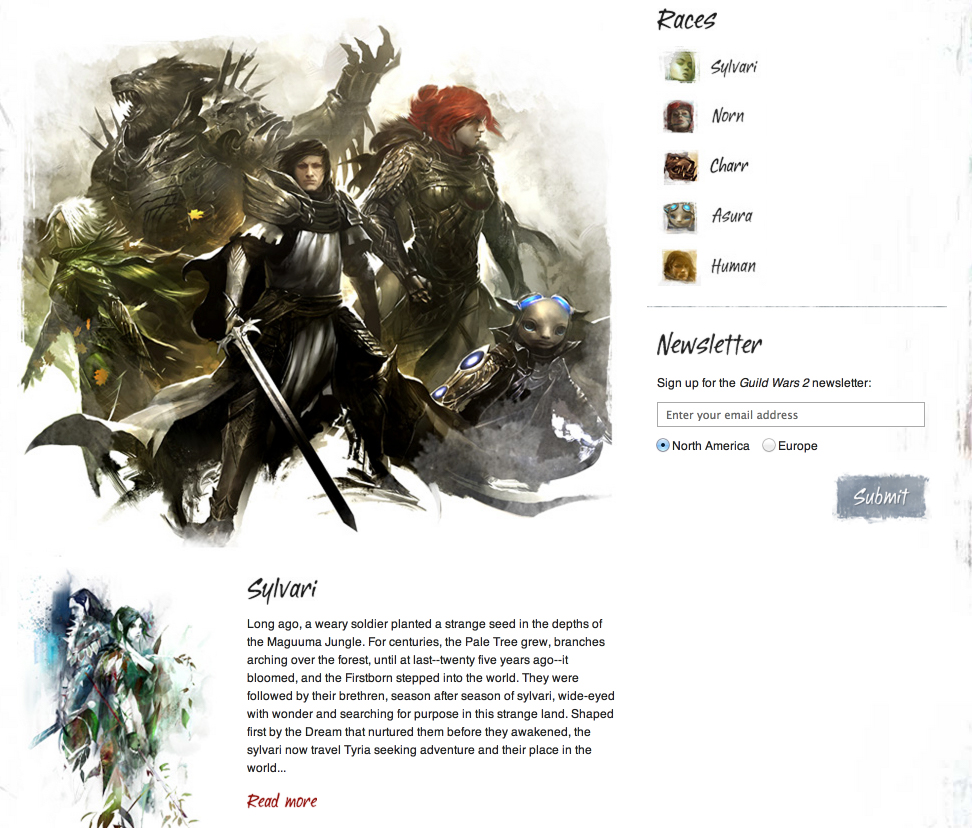 Races
Sylvari
Norn
Charr
Asura
Human
Newsletter
Sign up for the Guild Wars 2 newsletter:
Enter your email address
North America Europe
Submit
Sylvari
Long ago, a weary soldier planted a strange seed in the depths of
the Maguuma Jungle. For centuries, the Pale Tree grew, branches
arching over the forest, until at last--twenty five years ago--it
bloomed, and the Firstborn stepped into the world. They were
followed by their brethren, season after season of sylvari, wide-eyed
with wonder and searching for purpose in this strange land. Shaped
first by the Dream that nurtured them before they awakened, the
sylvari now travel Tyria seeking adventure and their place in the
world...
Read more